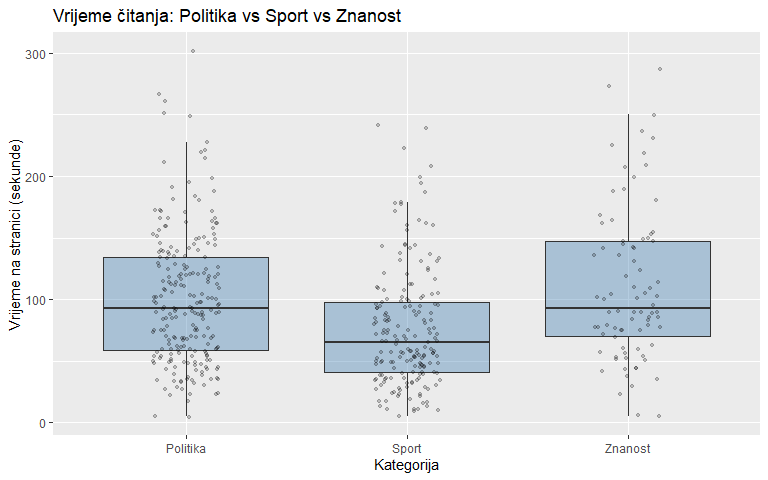 Vrijeme čitanja: Politika vs Sport vs Znanost
Vrijeme na stranici (sekunde)
300
200
100
0
Politika
Sport
Znanost
Kategorija